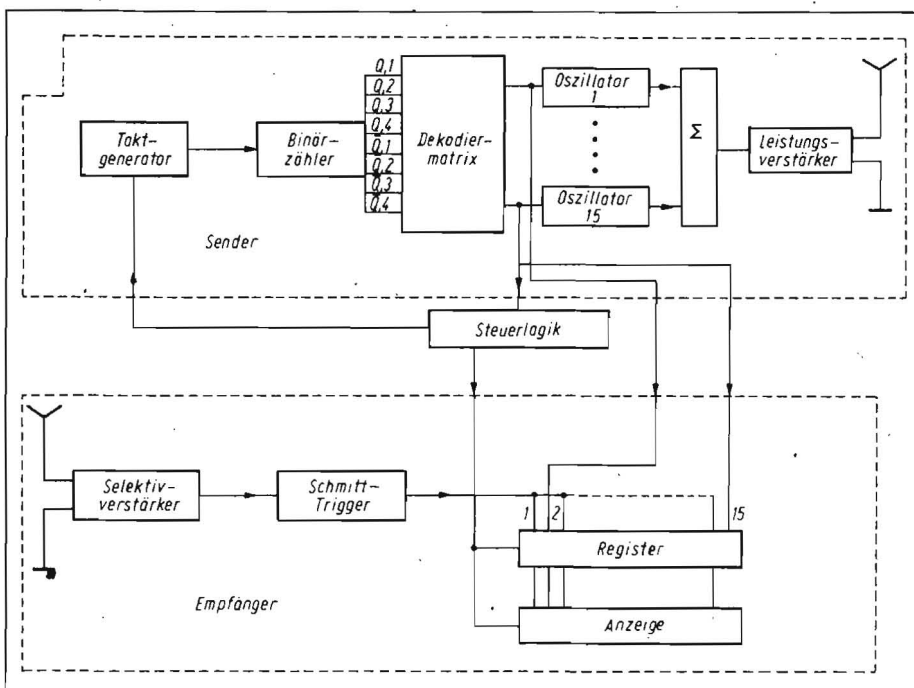 Q,1
Q,2
Q,3
Q,4
Q̅,1
Q̅,2
Q̅,3
Q̅,4
Takt-
generator
Binär-
zähler
Dekodier-
matrix
Oszillator
1
Oszillator
15
Σ
Leistungs-
verstärker
Sender
Steuerlogik
Selektiv-
verstärker
Schmitt-
Trigger
1
2
15
Register
Anzeige
Empfänger